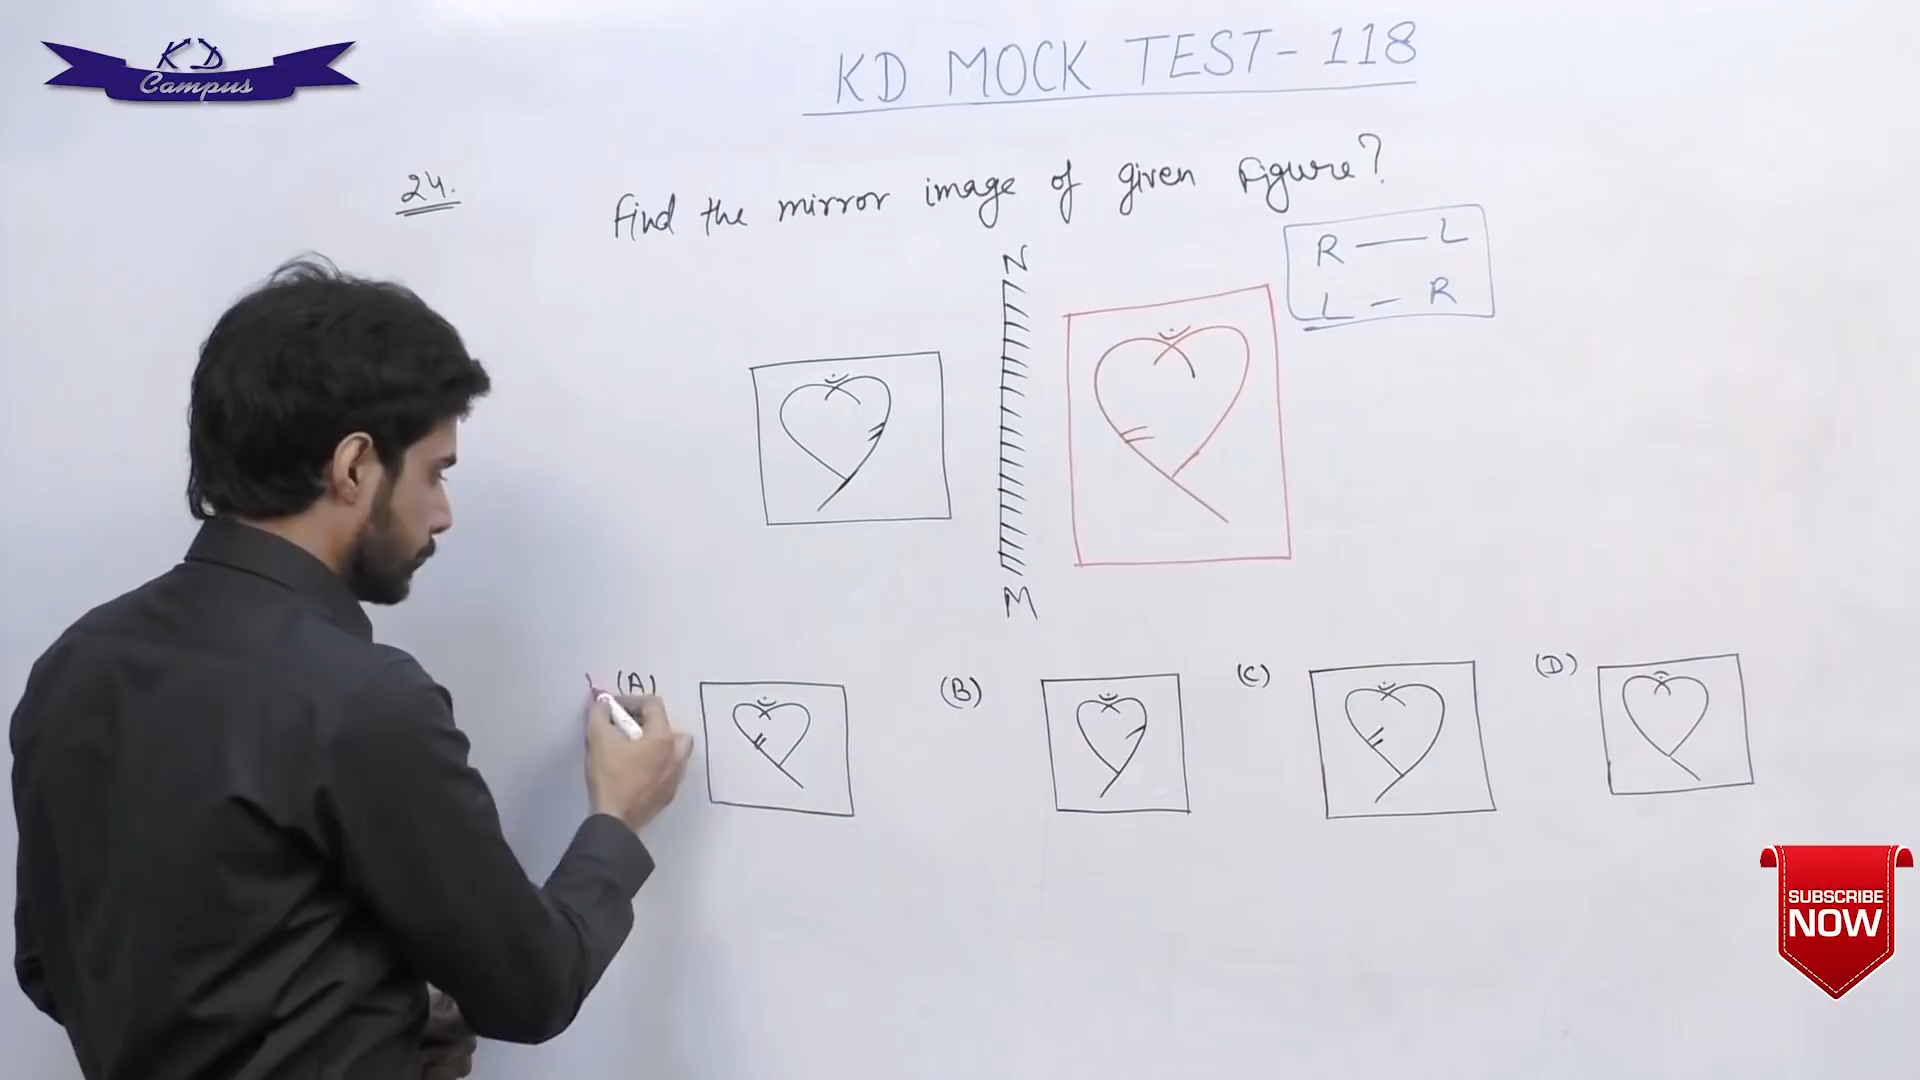 KD
Campus
KD MOCK TEST-118
24.
Find the mirror image of given figure?
N
R — L
L — R
M
(A)
(B)
(C)
(D)
SUBSCRIBE
NOW